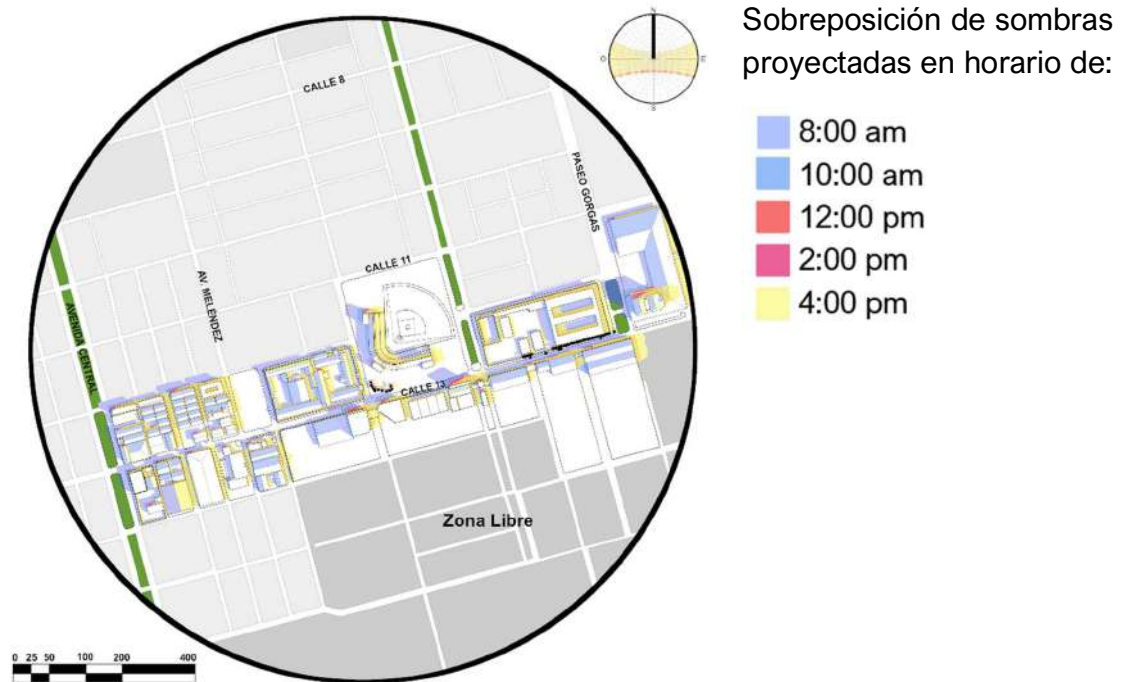 Sobreposición de sombras
proyectadas en horario de:
8:00 am
10:00 am
12:00 pm
2:00 pm
4:00 pm
N
O
E
S
CALLE 8
PASEO GORGAS
CALLE 11
AV. MELENDEZ
AVENIDA CENTRAL
CALLE 13
Zona Libre
0 25 50 100 200 400